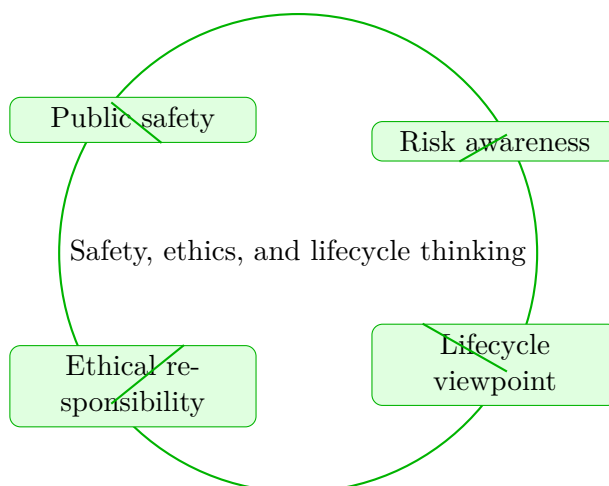 Public safety
Risk awareness
Safety, ethics, and lifecycle thinking
Ethical re-
sponsibility
Lifecycle
viewpoint